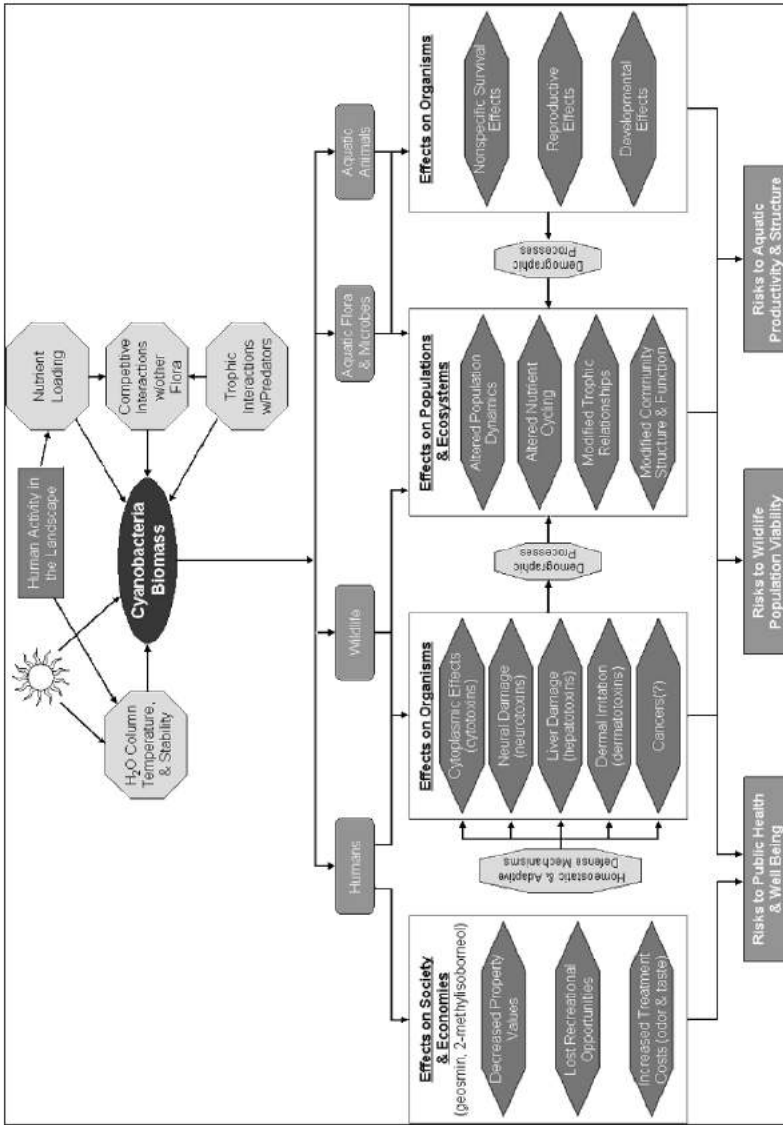 Human Activity in
the Landscape
Nutrient
Loading
H2O Column
Temperature,
& Stability
Cyanobacteria
Biomass
Competitive
Interactions
w/other
Flora
Trophic
Interactions
w/Predators
Humans
Wildlife
Aquatic Flora
& Microbes
Aquatic
Animals
Effects on Society
& Economies
(geosmin, 2-methylisoborneol)
Decreased Property
Values
Lost Recreational
Opportunities
Increased Treatment
Costs (odor & taste)
Homeostatic & Adaptive
Defense Mechanisms
Effects on Organisms
Cytoplasmic Effects
(cytotoxins)
Neural Damage
(neurotoxins)
Liver Damage
(hepatotoxins)
Dermal Irritation
(dermatotoxins)
Cancers(?)
Demographic
Processes
Effects on Populations
& Ecosystems
Altered Population
Dynamics
Altered Nutrient
Cycling
Modified Trophic
Relationships
Modified Community
Structure & Function
Demographic
Processes
Effects on Organisms
Nonspecific Survival
Effects
Reproductive
Effects
Developmental
Effects
Risks to Public Health
& Well Being
Risks to Wildlife
Population Viability
Risks to Aquatic
Productivity & Structure